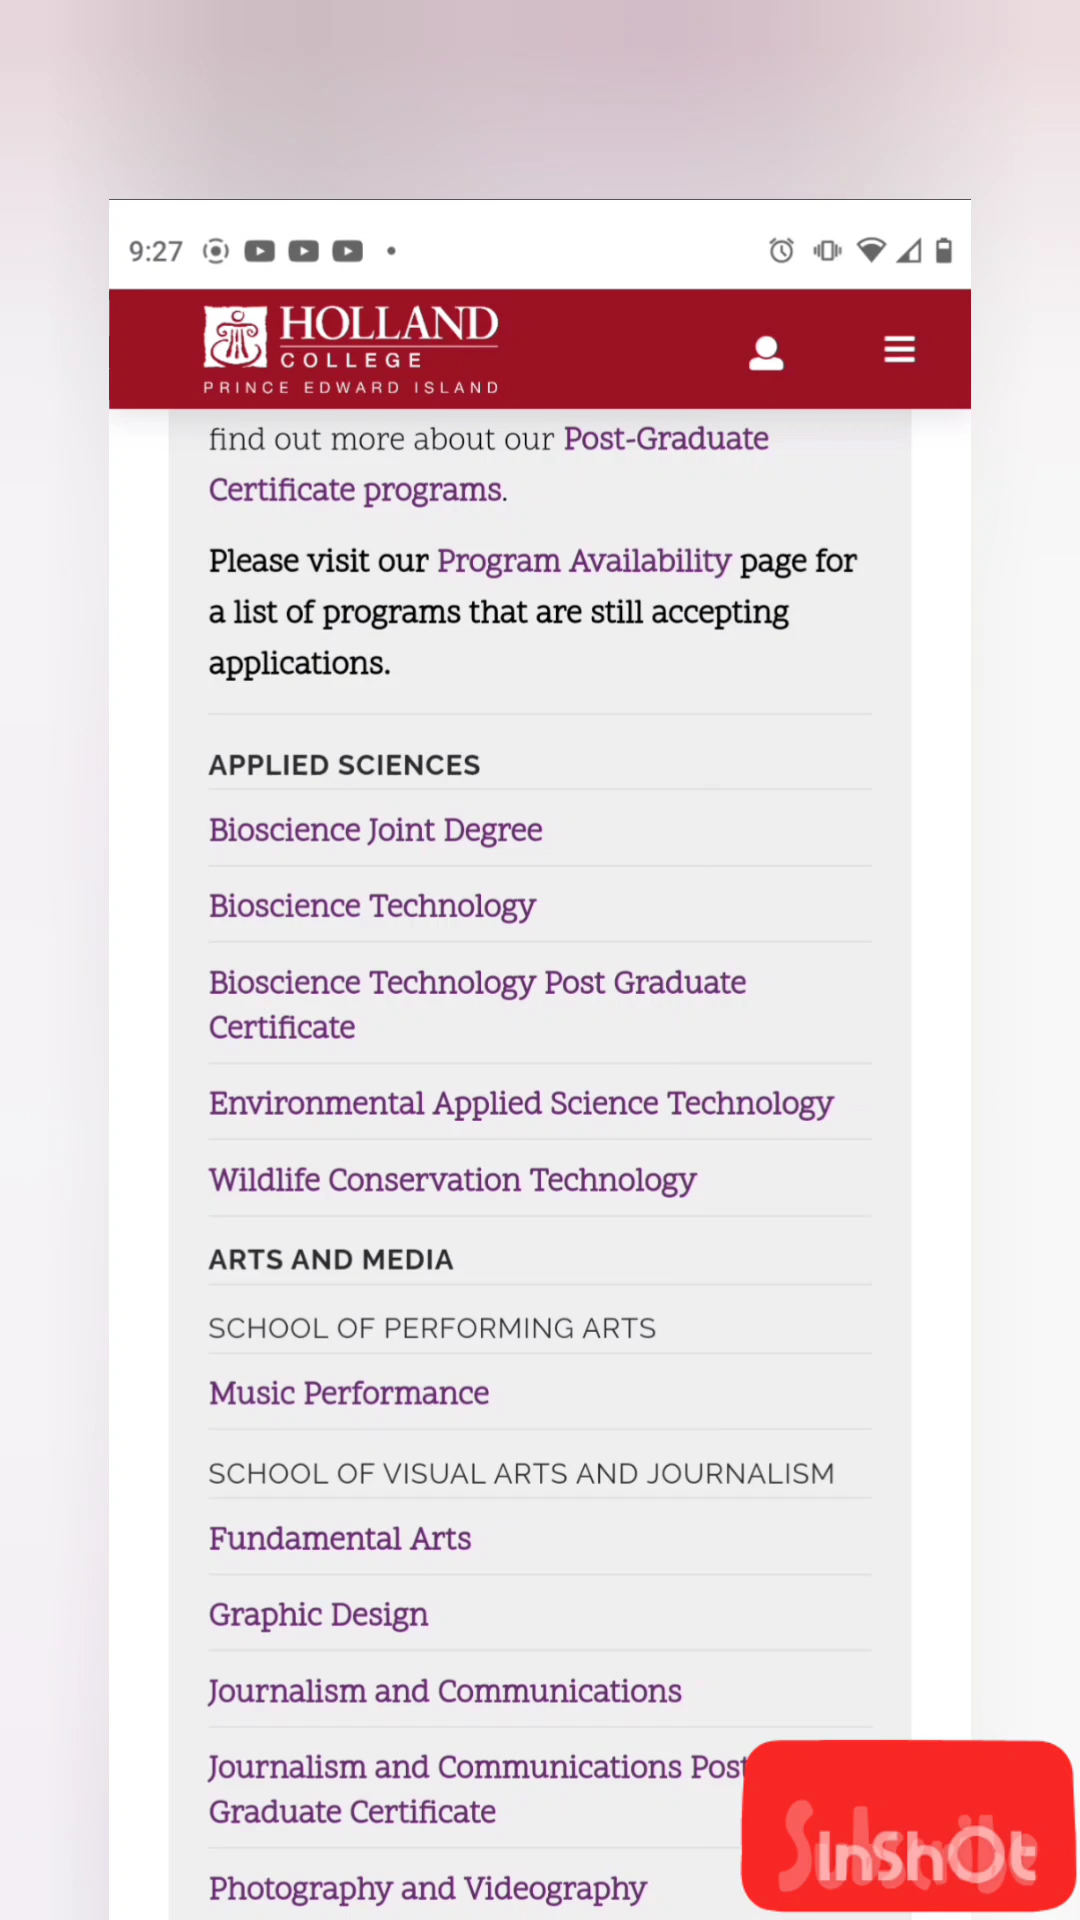 9:27
HOLLAND
COLLEGE
PRINCE EDWARD ISLAND
find out more about our Post-Graduate
Certificate programs.
Please visit our Program Availability page for
a list of programs that are still accepting
applications.
APPLIED SCIENCES
Bioscience Joint Degree
Bioscience Technology
Bioscience Technology Post Graduate
Certificate
Environmental Applied Science Technology
Wildlife Conservation Technology
ARTS AND MEDIA
SCHOOL OF PERFORMING ARTS
Music Performance
SCHOOL OF VISUAL ARTS AND JOURNALISM
Fundamental Arts
Graphic Design
Journalism and Communications
Journalism and Communications Post
Graduate Certificate
Photography and Videography
Subscribe
InShOt